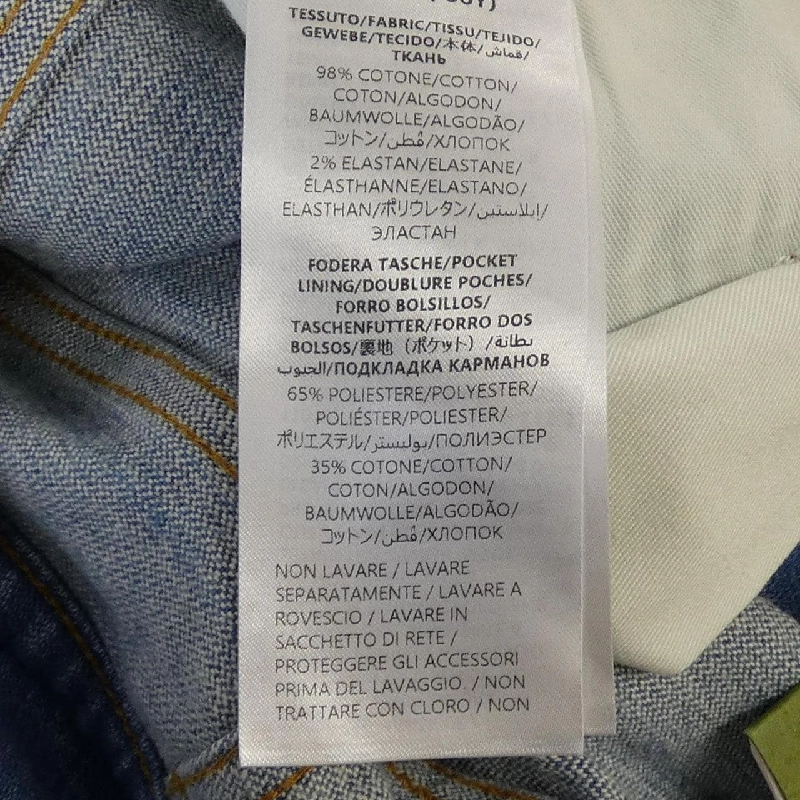 TESSUTO/FABRIC/TISSU/TEJIDO/
GEWEBE/TECIDO/本体/قماش/
ТКАНЬ
98% COTONE/COTTON/
COTON/ALGODON/
BAUMWOLLE/ALGODÃO/
コットン/قُطن/ХЛОПОК
2% ELASTAN/ELASTANE/
ÉLASTHANNE/ELASTANO/
ELASTHAN/ポリウレタン/إيلاستين/
ЭЛАСТАН
FODERA TASCHE/POCKET
LINING/DOUBLURE POCHES/
FORRO BOLSILLOS/
TASCHENFUTTER/FORRO DOS
BOLSOS/裏地 (ポケット) /بطانة
الجيوب/ПОДКЛАДКА КАРМАНОВ
65% POLIESTERE/POLYESTER/
POLIÉSTER/POLIESTER/
ポリエステル/بوليستر/ПОЛИЭСТЕР
35% COTONE/COTTON/
COTON/ALGODON/
BAUMWOLLE/ALGODÃO/
コットン/قُطن/ХЛОПОК
NON LAVARE / LAVARE
SEPARATAMENTE / LAVARE A
ROVESCIO / LAVARE IN
SACCHETTO DI RETE /
PROTEGGERE GLI ACCESSORI
PRIMA DEL LAVAGGIO. / NON
TRATTARE CON CLORO / NON